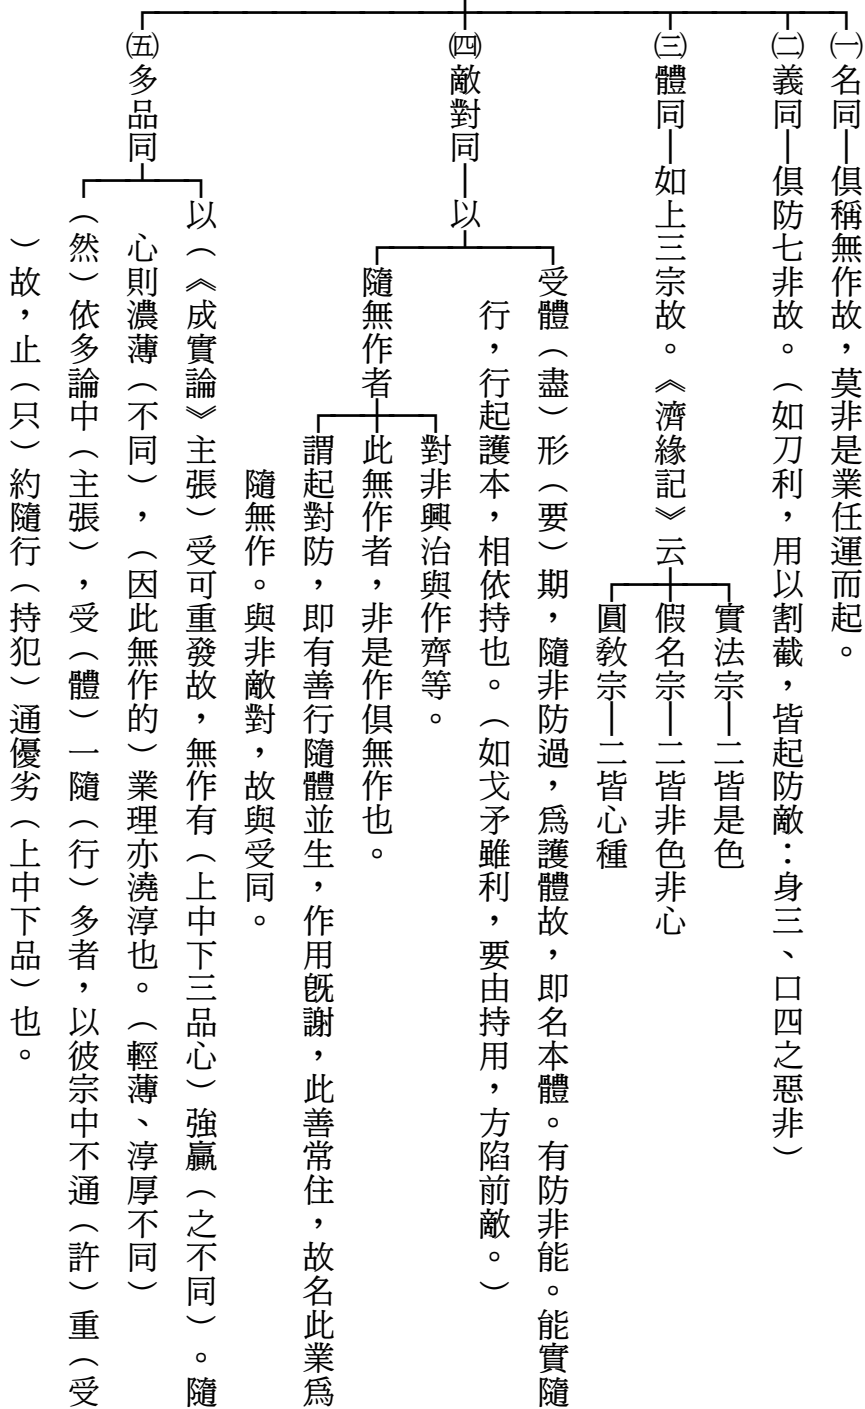 ㈠名同—俱稱無作故，莫非是業任運而起。
㈡義同—俱防七非故。（如刀利，用以割截，皆起防敵：身三、口四之惡非）
㈢體同—如上三宗故。《濟緣記》云
實法宗—二皆是色
假名宗—二皆非色非心
圓教宗—二皆心種
㈣敵對同—以
受體（盡）形（要）期，隨非防過，為護體故，即名本體。有防非能。能實隨
行，行起護本，相依持也。（如戈矛雖利，要由持用，方陷前敵。）
隨無作者
對非興治與作齊等。
此無作者，非是作俱無作也。
謂起對防，即有善行隨體並生，作用既謝，此善常住，故名此業為
隨無作。與非敵對，故與受同。
㈤多品同
以（《成實論》主張）受可重發故，無作有（上中下三品心）強羸（之不同）。隨
心則濃薄（不同），（因此無作的）業理亦澆淳也。（輕薄、淳厚不同）
（然）依多論中（主張），受（體）一隨（行）多者，以彼宗中不通（許）重（受
）故，止（只）約隨行（持犯）通優劣（上中下品）也。